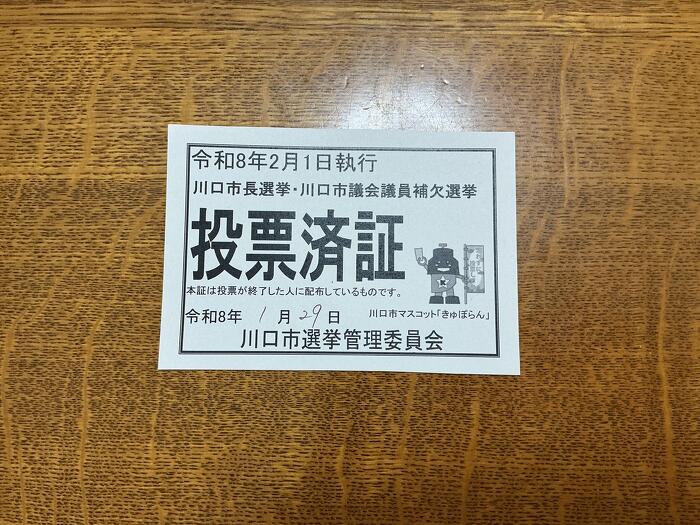 令和8年2月1日執行
川口市長選挙・川口市議会議員補欠選挙
投票済証
本証は投票が終了した人に配布しているものです。
令和8年 1月29日
川口市マスコット「きゅぽらん」
川口市選挙管理委員会